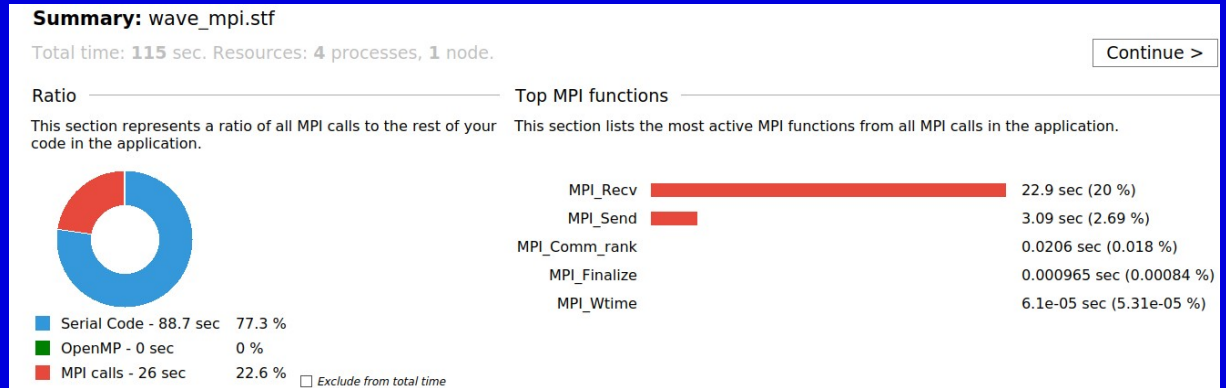 Summary: wave_mpi.stf
Total time: 115 sec. Resources: 4 processes, 1 node.
Continue >
Ratio
This section represents a ratio of all MPI calls to the rest of your
code in the application.
Serial Code - 88.7 sec 77.3 %
OpenMP - 0 sec 0 %
MPI calls - 26 sec 22.6 %
Exclude from total time
Top MPI functions
This section lists the most active MPI functions from all MPI calls in the application.
MPI_Recv 22.9 sec (20 %)
MPI_Send 3.09 sec (2.69 %)
MPI_Comm_rank 0.0206 sec (0.018 %)
MPI_Finalize 0.000965 sec (0.00084 %)
MPI_Wtime 6.1e-05 sec (5.31e-05 %)